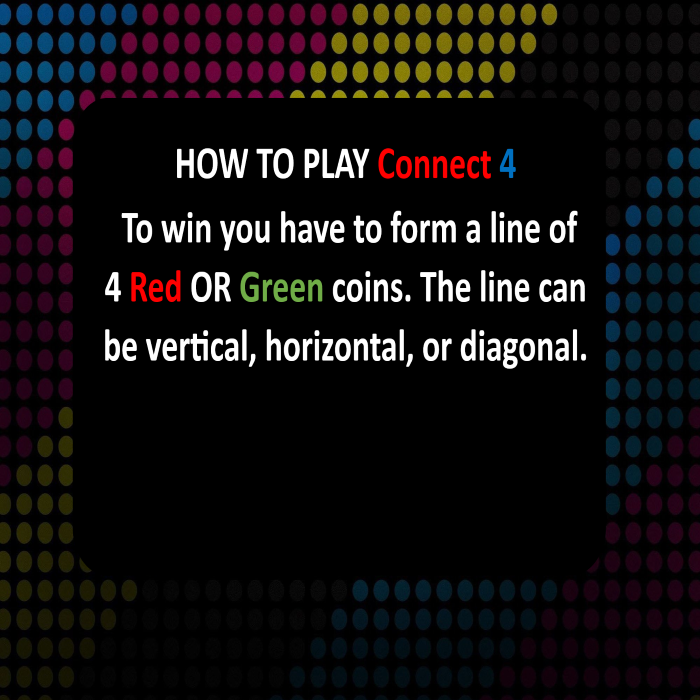 HOW TO PLAY Connect 4
To win you have to form a line of
4 Red OR Green coins. The line can
be vertical, horizontal, or diagonal.